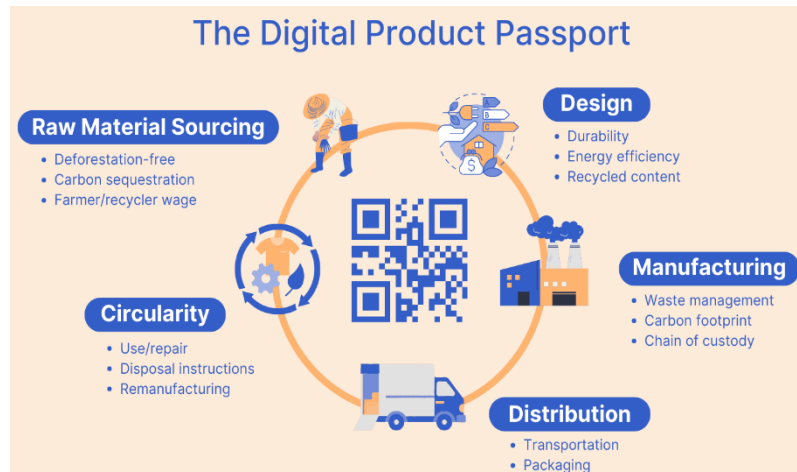 The Digital Product Passport
Raw Material Sourcing
• Deforestation-free
• Carbon sequestration
• Farmer/recycler wage
Design
• Durability
• Energy efficiency
• Recycled content
A
B
C
$
Manufacturing
• Waste management
• Carbon footprint
• Chain of custody
Circularity
• Use/repair
• Disposal instructions
• Remanufacturing
Distribution
• Transportation
• Packaging